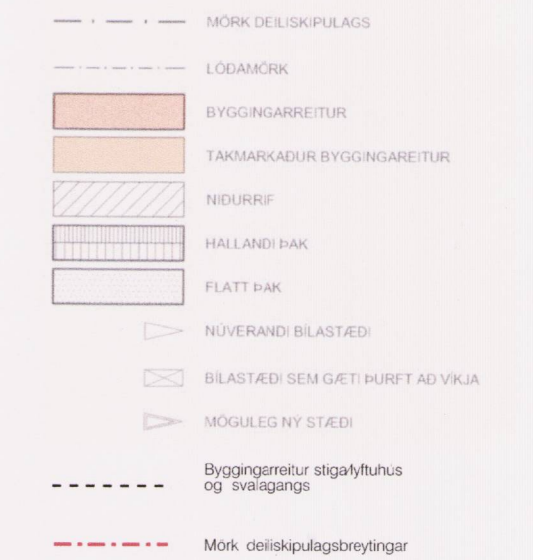 MÖRK DEILISKIPULAGS
LÓÐAMÖRK
BYGGINGARREITUR
TAKMARKAÐUR BYGGINGAREITUR
NIÐURRIF
HALLANDI ÞAK
FLATT ÞAK
NÚVERANDI BÍLASTÆÐI
BÍLASTÆÐI SEM GÆTI ÞURFT AÐ VÍKJA
MÖGULEG NÝ STÆÐI
Byggingarreitur stiga/lyftuhus
og svalagangs
Mörk deiliskipulagsbreytingar